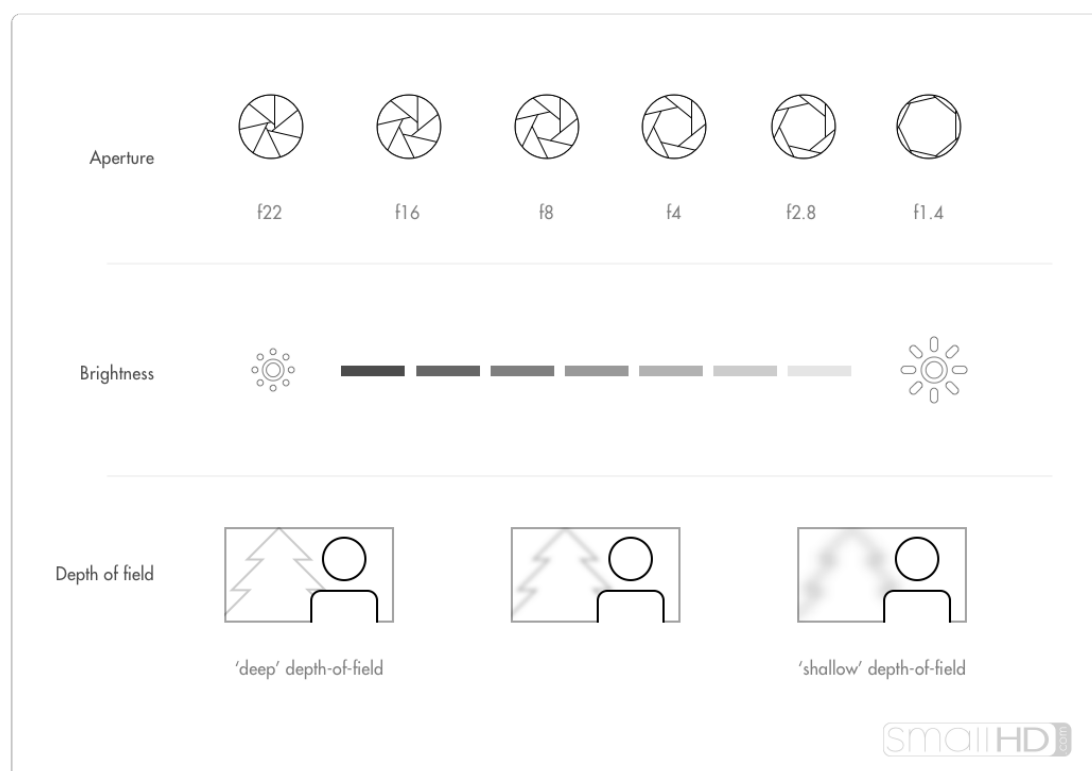 Aperture
f22 f16 f8 f4 f2.8 f1.4
Brightness
Depth of field
‘deep’ depth-of-field ‘shallow’ depth-of-field
smallHD.com